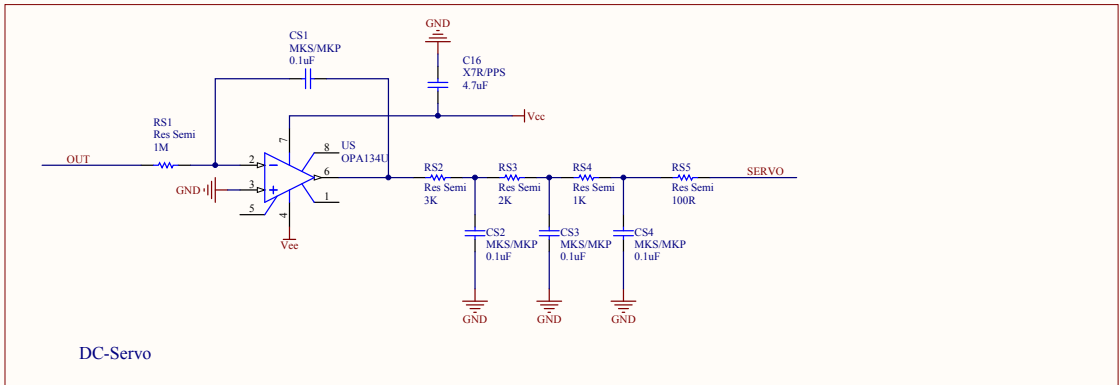 GND
CS1
MKS/MKP
0.1uF
C16
X7R/PPS
4.7uF
Vcc
RS1
Res Semi
1M
7
8
US
OPA134U
OUT
2
6
RS2
Res Semi
3K
RS3
Res Semi
2K
RS4
Res Semi
1K
RS5
Res Semi
100R
SERVO
GND
3
5
4
1
Vee
CS2
MKS/MKP
0.1uF
CS3
MKS/MKP
0.1uF
CS4
MKS/MKP
0.1uF
GND
GND
GND
DC-Servo